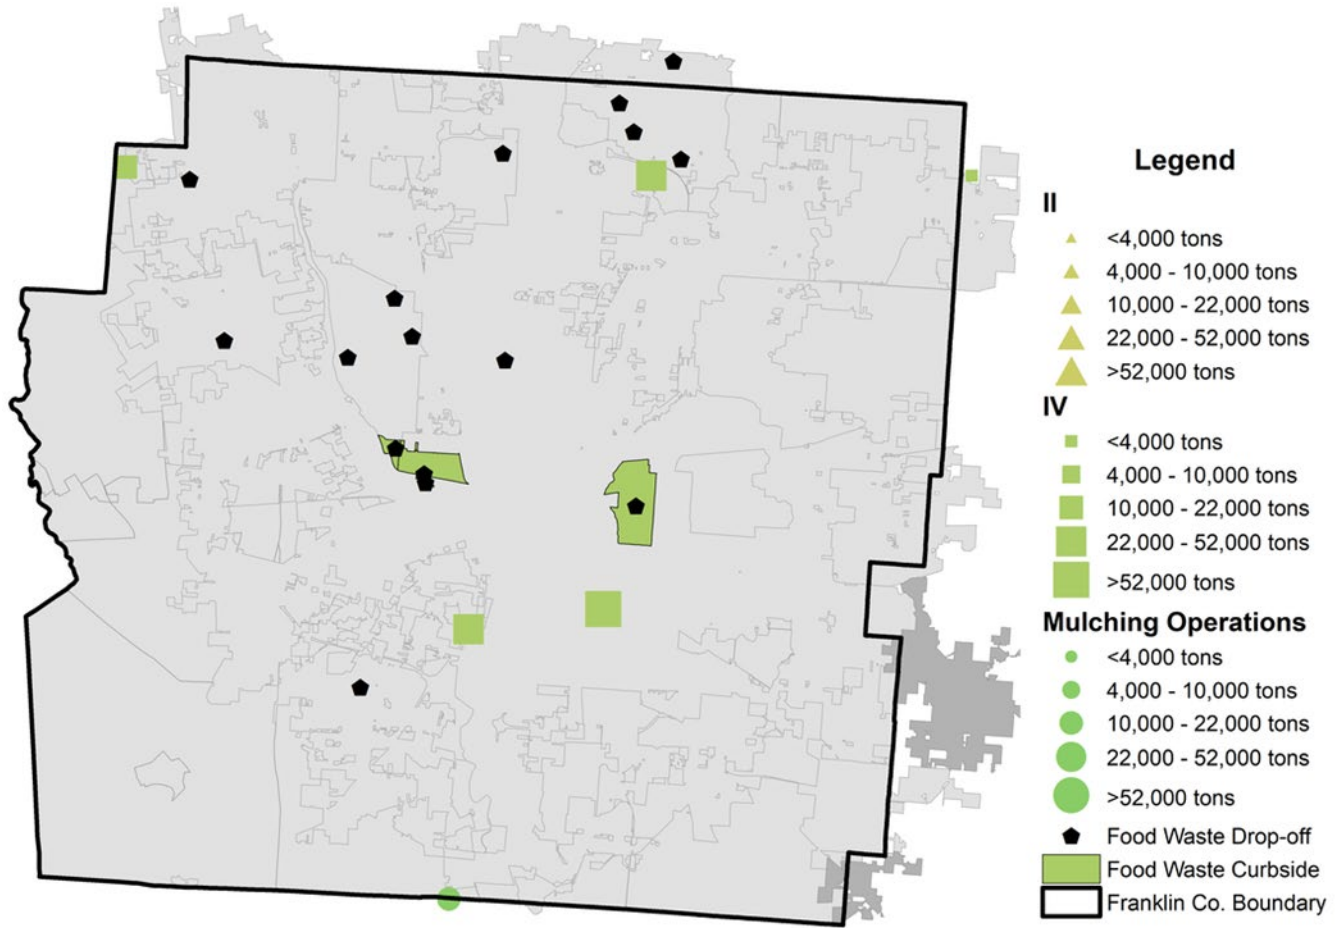 Legend
II
<4,000 tons
4,000 - 10,000 tons
10,000 - 22,000 tons
22,000 - 52,000 tons
>52,000 tons
IV
<4,000 tons
4,000 - 10,000 tons
10,000 - 22,000 tons
22,000 - 52,000 tons
>52,000 tons
Mulching Operations
<4,000 tons
4,000 - 10,000 tons
10,000 - 22,000 tons
22,000 - 52,000 tons
>52,000 tons
Food Waste Drop-off
Food Waste Curbside
Franklin Co. Boundary